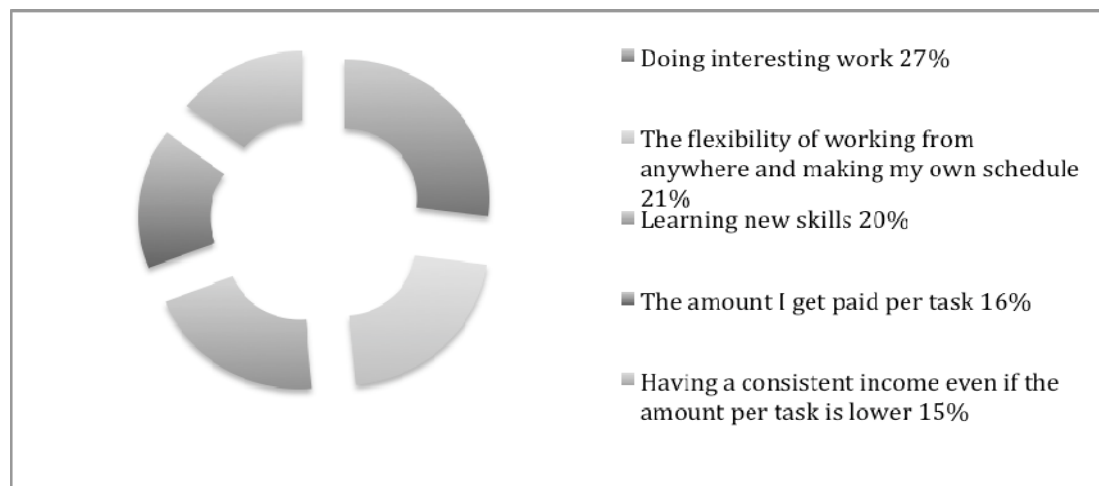 Doing interesting work 27%
The flexibility of working from
anywhere and making my own schedule
21%
Learning new skills 20%
The amount I get paid per task 16%
Having a consistent income even if the
amount per task is lower 15%